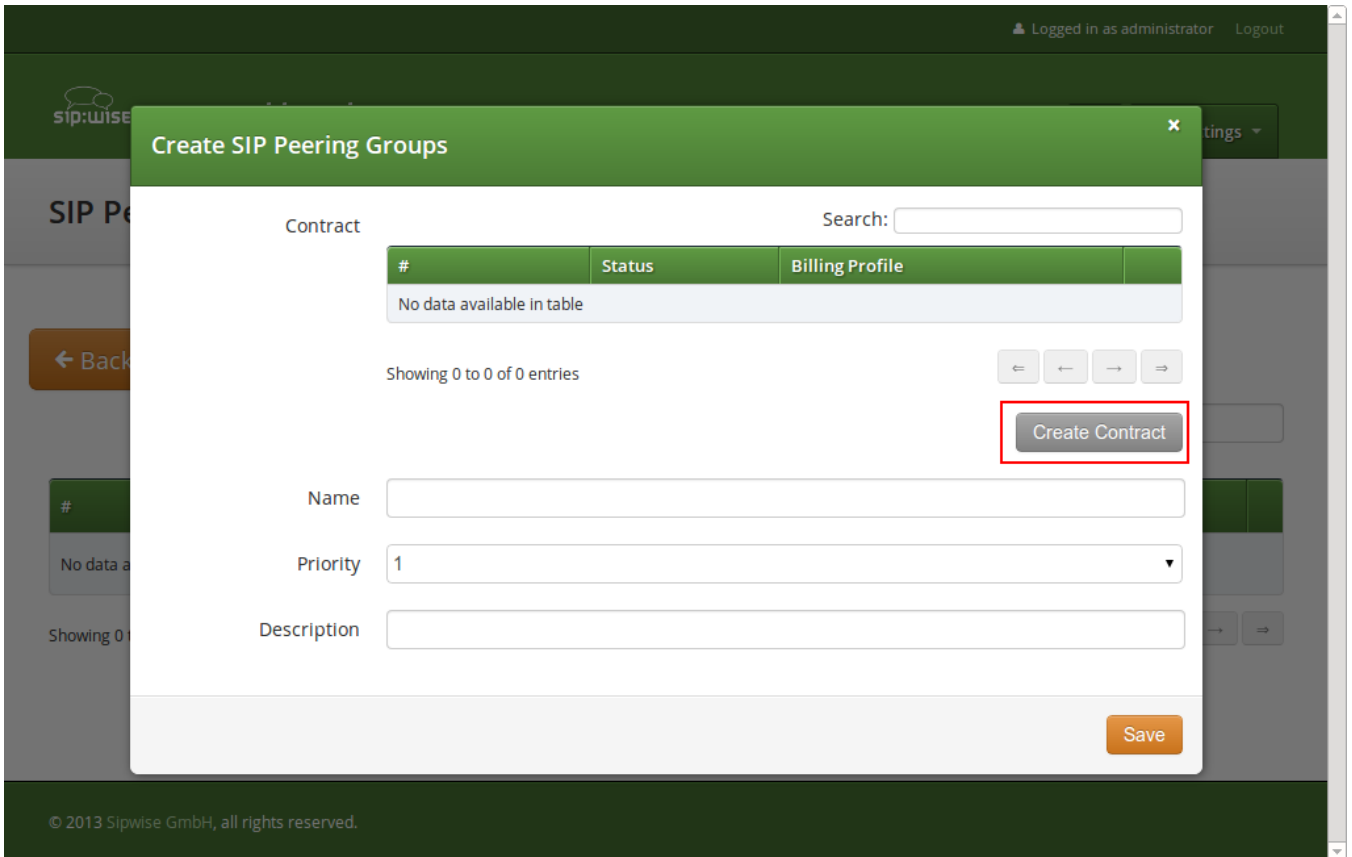 Logged in as administrator Logout
sip:wise
tings
Create SIP Peering Groups
SIP
Contract
Search:
# Status Billing Profile
No data available in table
Back
Showing 0 to 0 of 0 entries
Create Contract
Name
#
Priority 1
No data a
Description
Showing 0
Save
© 2013 Sipwise GmbH, all rights reserved.